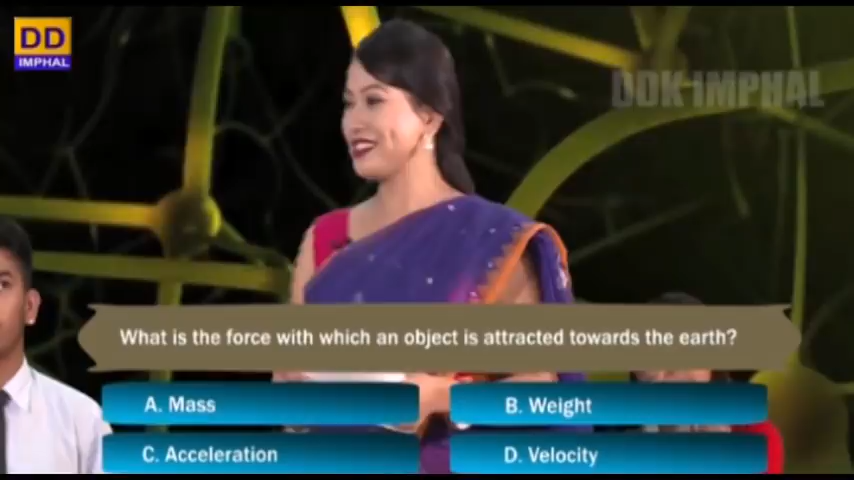 DD
IMPHAL
DDK IMPHAL
What is the force with which an object is attracted towards the earth?
A. Mass
B. Weight
C. Acceleration
D. Velocity